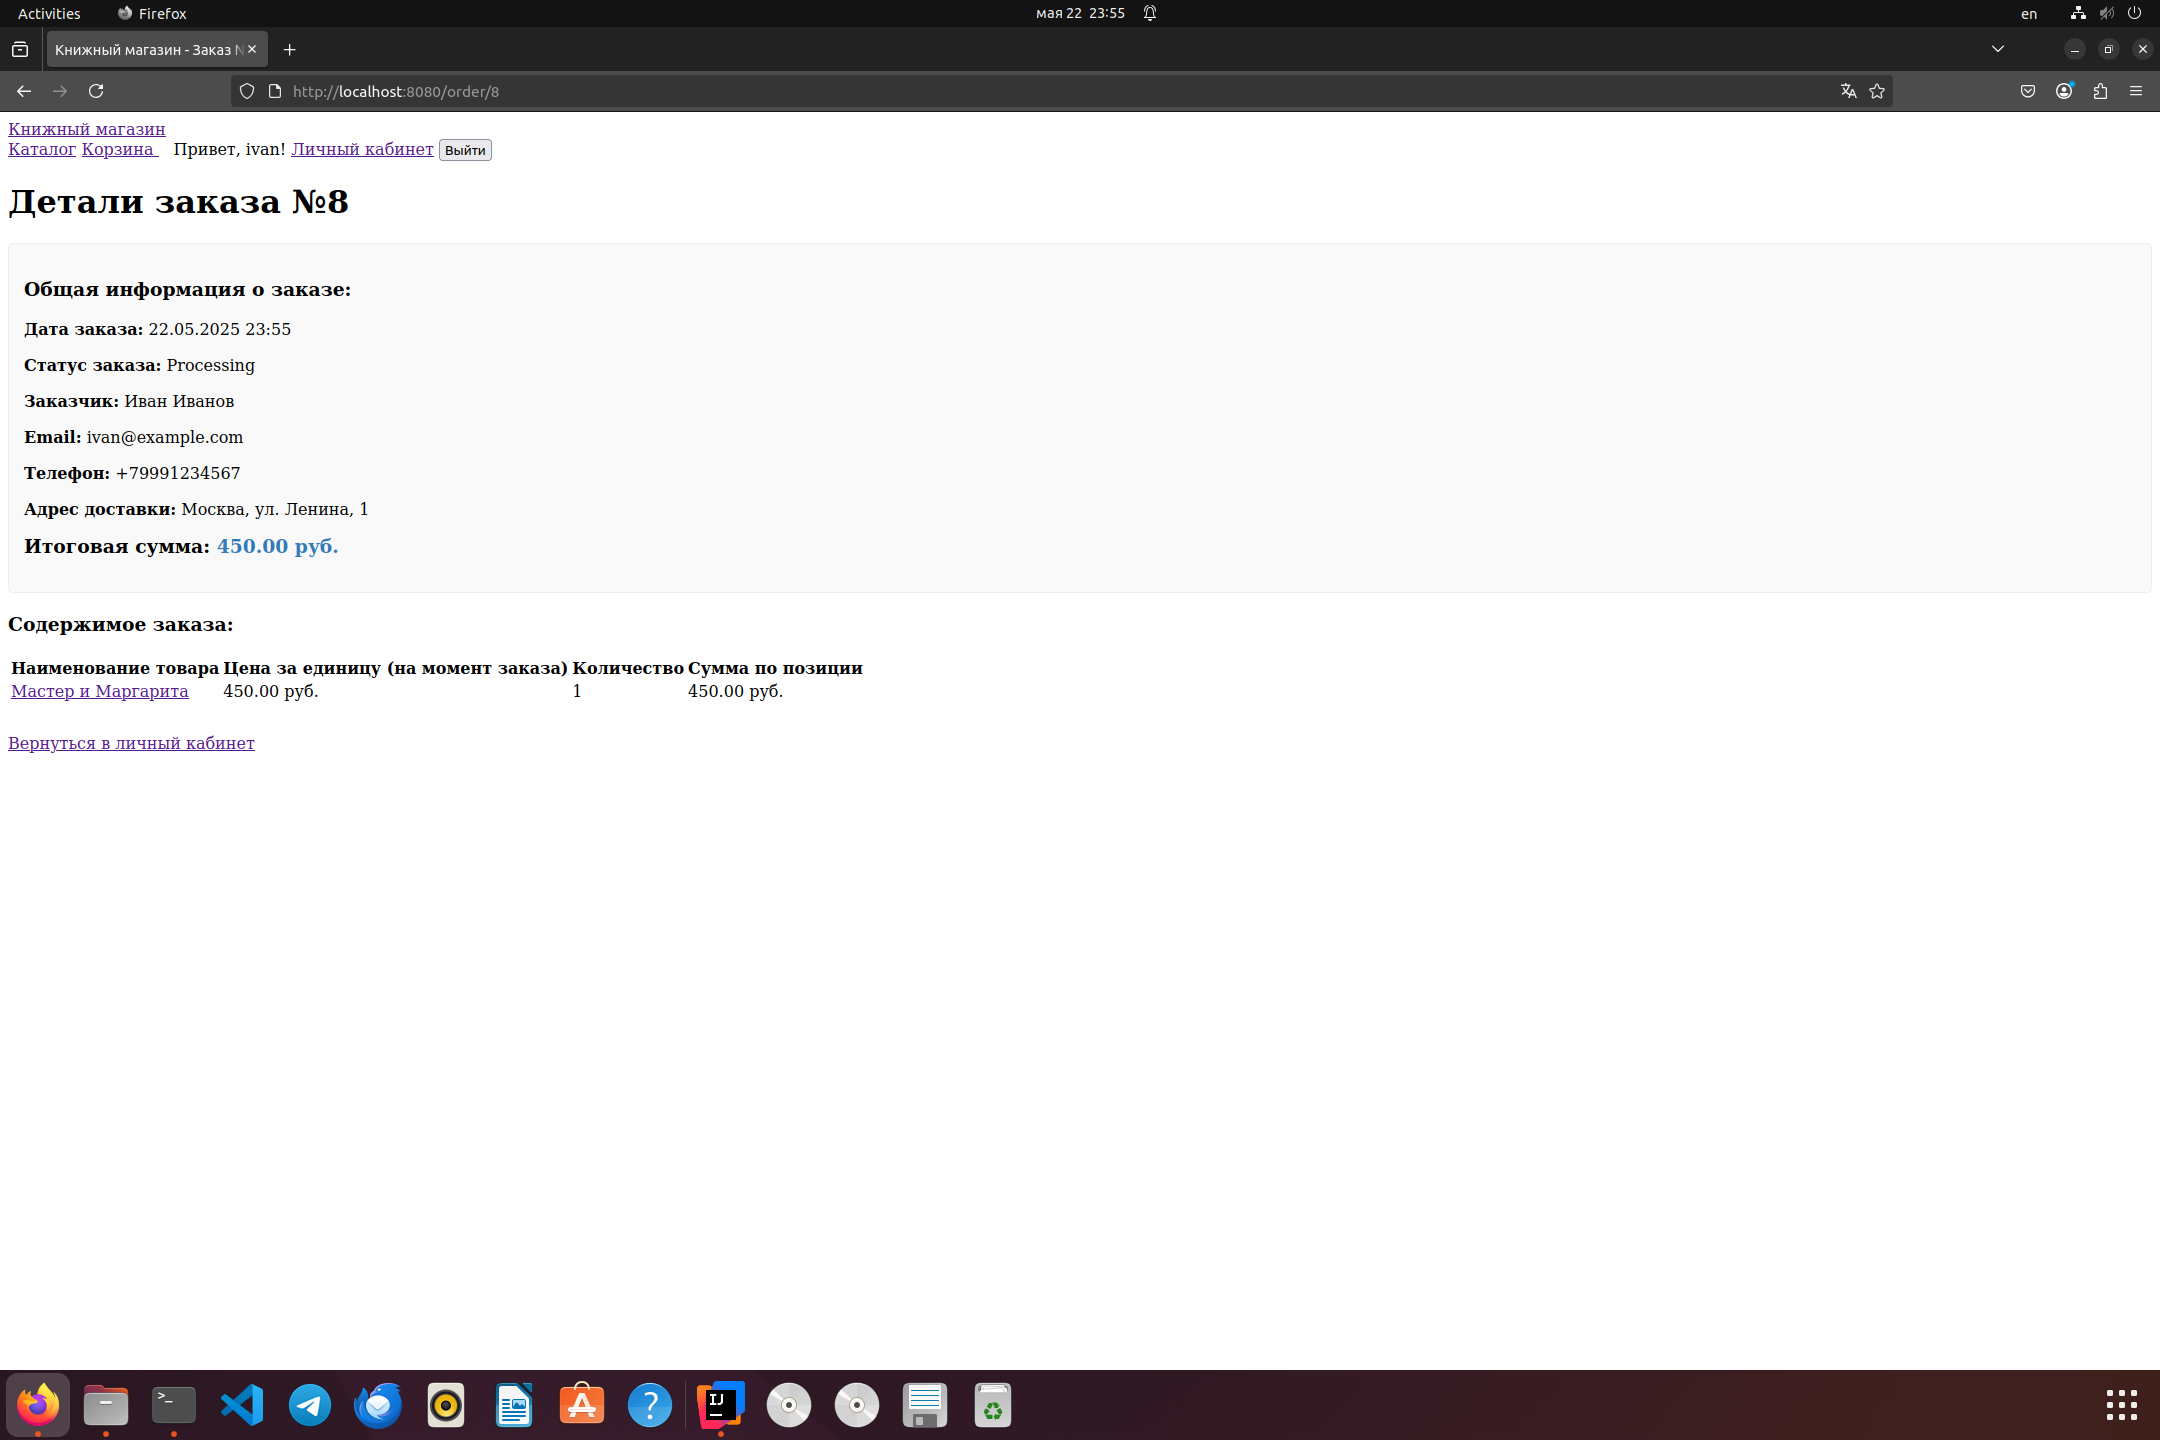 Activities Firefox мая 22 23:55 en
Книжный магазин - Заказ N
http://localhost:8080/order/8
Книжный магазин
Каталог Корзина Привет, ivan! Личный кабинет Выйти
Детали заказа №8
Общая информация о заказе:
Дата заказа: 22.05.2025 23:55
Статус заказа: Processing
Заказчик: Иван Иванов
Email: ivan@example.com
Телефон: +79991234567
Адрес доставки: Москва, ул. Ленина, 1
Итоговая сумма: 450.00 руб.
Содержимое заказа:
Наименование товара Цена за единицу (на момент заказа) Количество Сумма по позиции
Мастер и Маргарита 450.00 руб. 1 450.00 руб.
Вернуться в личный кабинет